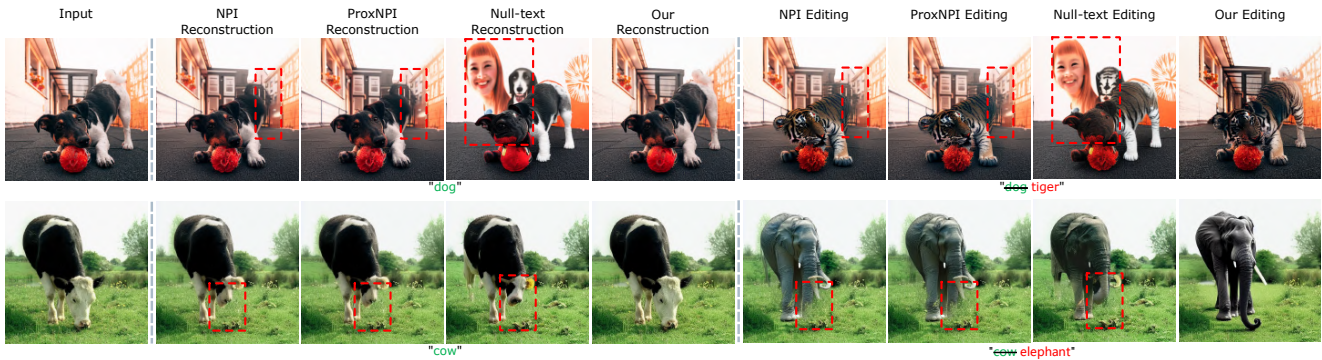 Input
NPI
Reconstruction
ProxNPI
Reconstruction
Null-text
Reconstruction
Our
Reconstruction
NPI Editing
ProxNPI Editing
Null-text Editing
Our Editing
"dog"
"dog tiger"
"cow"
"cow elephant"